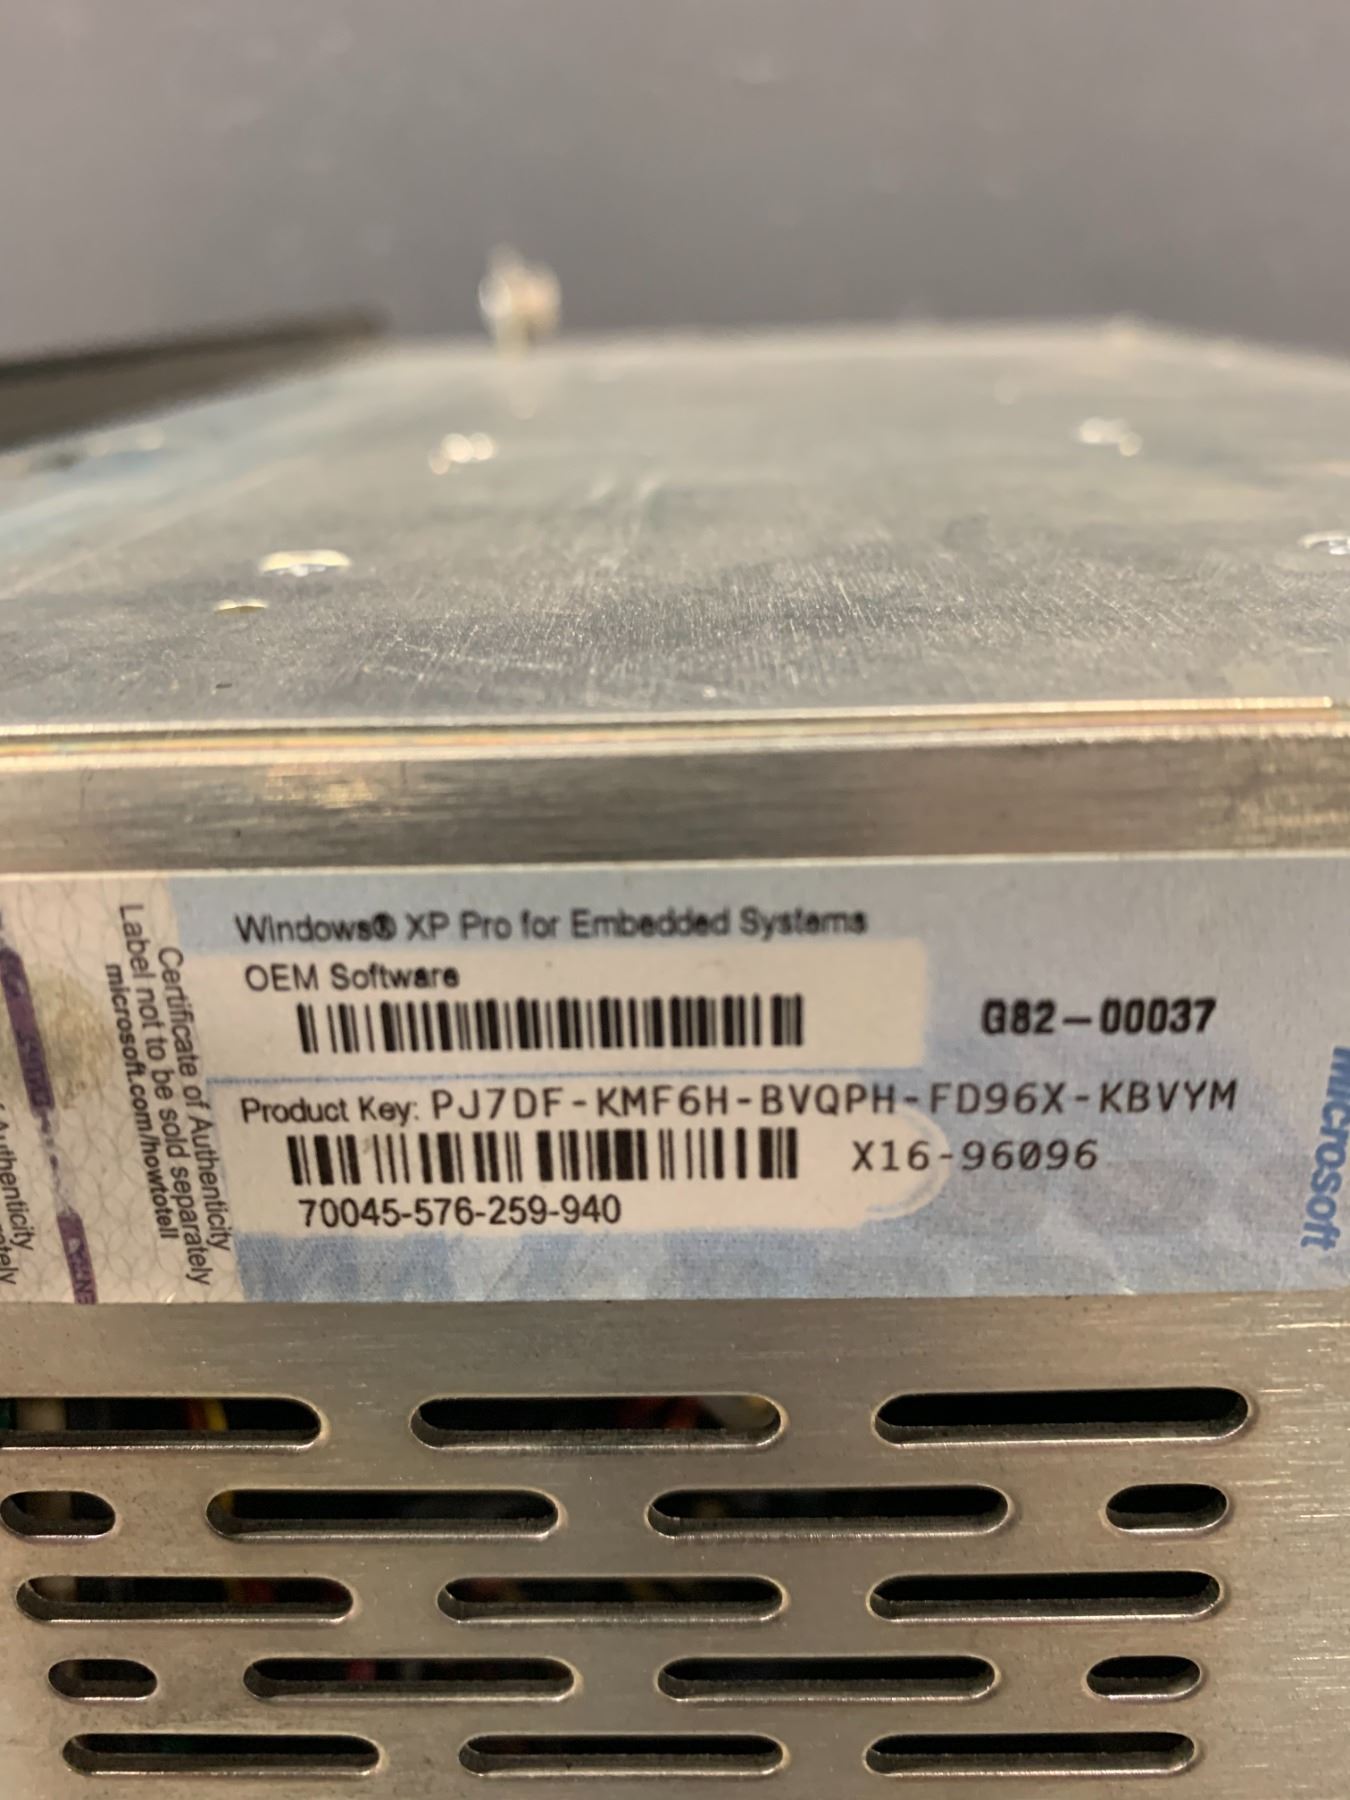 Windows® XP Pro for Embedded Systems
OEM Software
G82-00037
Product Key: PJ7DF-KMF6H-BVQPH-FD96X-KBVYM
X16-96096
70045-576-259-940
Certificate of Authenticity
Label not to be sold separately
microsoft.com/howtotell
Microsoft